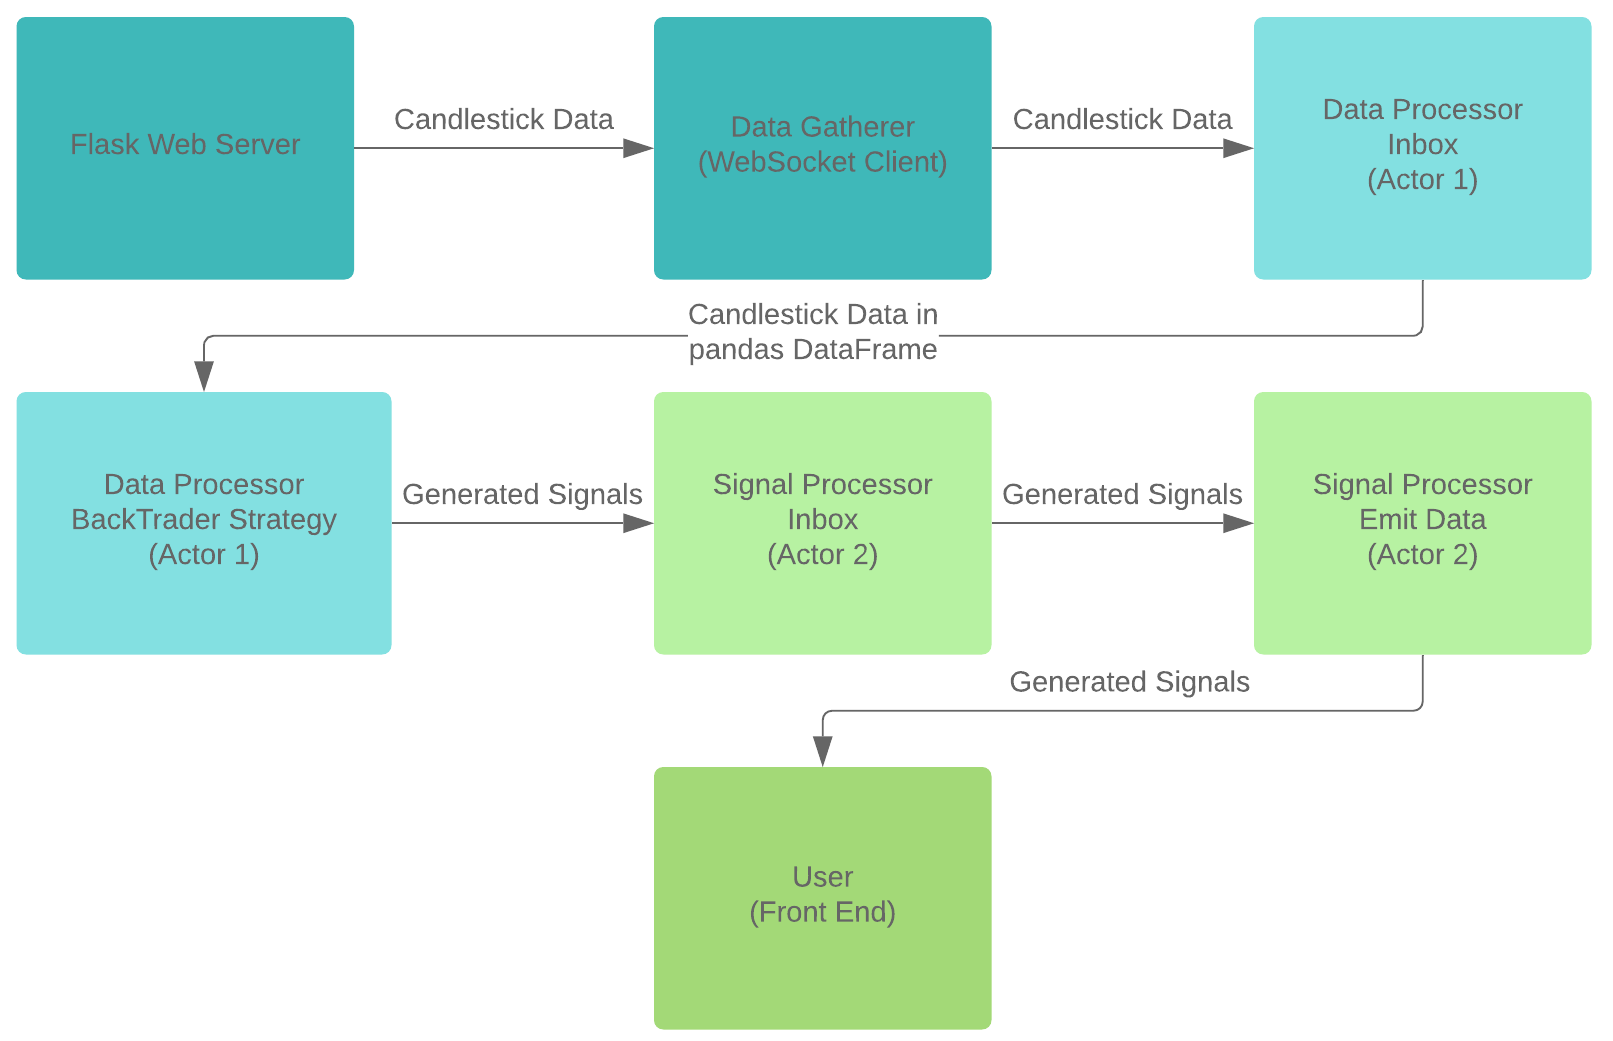 Flask Web Server
Candlestick Data
Data Gatherer
(WebSocket Client)
Candlestick Data
Data Processor
Inbox
(Actor 1)
Candlestick Data in
pandas DataFrame
Data Processor
BackTrader Strategy
(Actor 1)
Generated Signals
Signal Processor
Inbox
(Actor 2)
Generated Signals
Signal Processor
Emit Data
(Actor 2)
Generated Signals
User
(Front End)